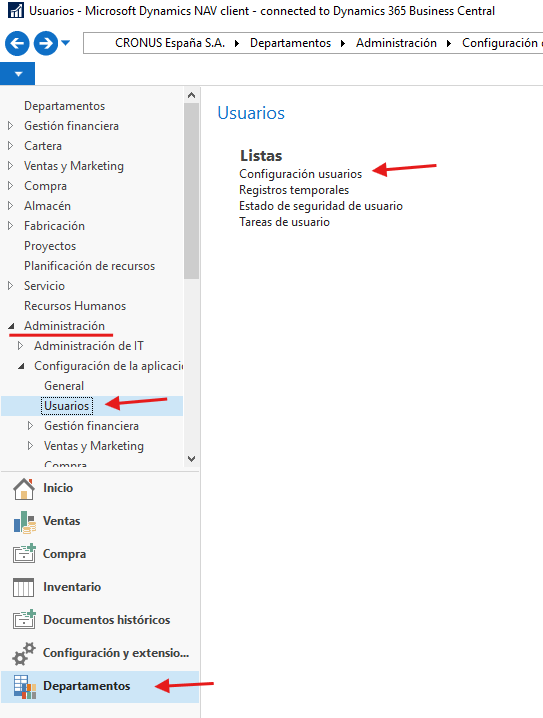 Usuarios - Microsoft Dynamics NAV client - connected to Dynamics 365 Business Central
CRONUS España S.A. Departamentos Administración Configuración
Departamentos
Gestión financiera
Cartera
Ventas y Marketing
Compra
Almacén
Fabricación
Proyectos
Planificación de recursos
Servicio
Recursos Humanos
Administración
Administración de IT
Configuración de la aplicació
General
Usuarios
Gestión financiera
Ventas y Marketing
Compra
Inicio
Ventas
Compra
Inventario
Documentos históricos
Configuración y extensio...
Departamentos
Usuarios
Listas
Configuración usuarios
Registros temporales
Estado de seguridad de usuario
Tareas de usuario